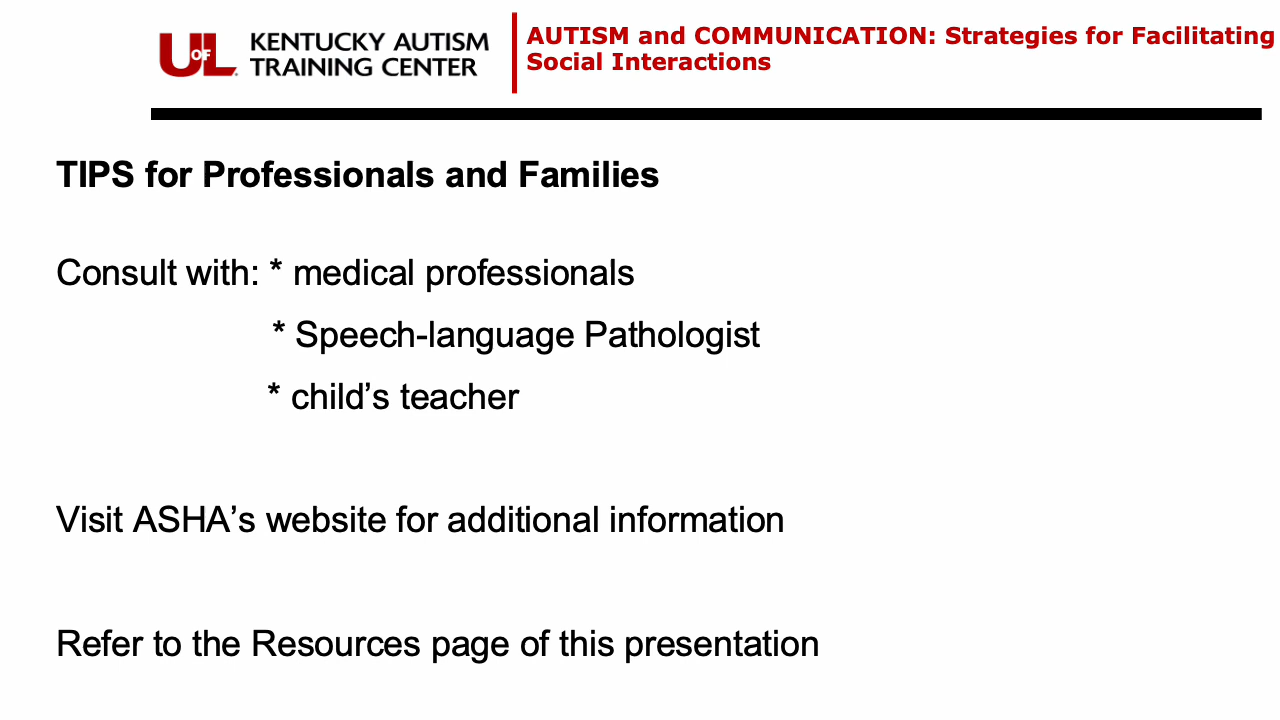 UOFL
KENTUCKY AUTISM
TRAINING CENTER
AUTISM and COMMUNICATION: Strategies for Facilitating
Social Interactions
TIPS for Professionals and Families
Consult with: * medical professionals
* Speech-language Pathologist
* child’s teacher
Visit ASHA’s website for additional information
Refer to the Resources page of this presentation